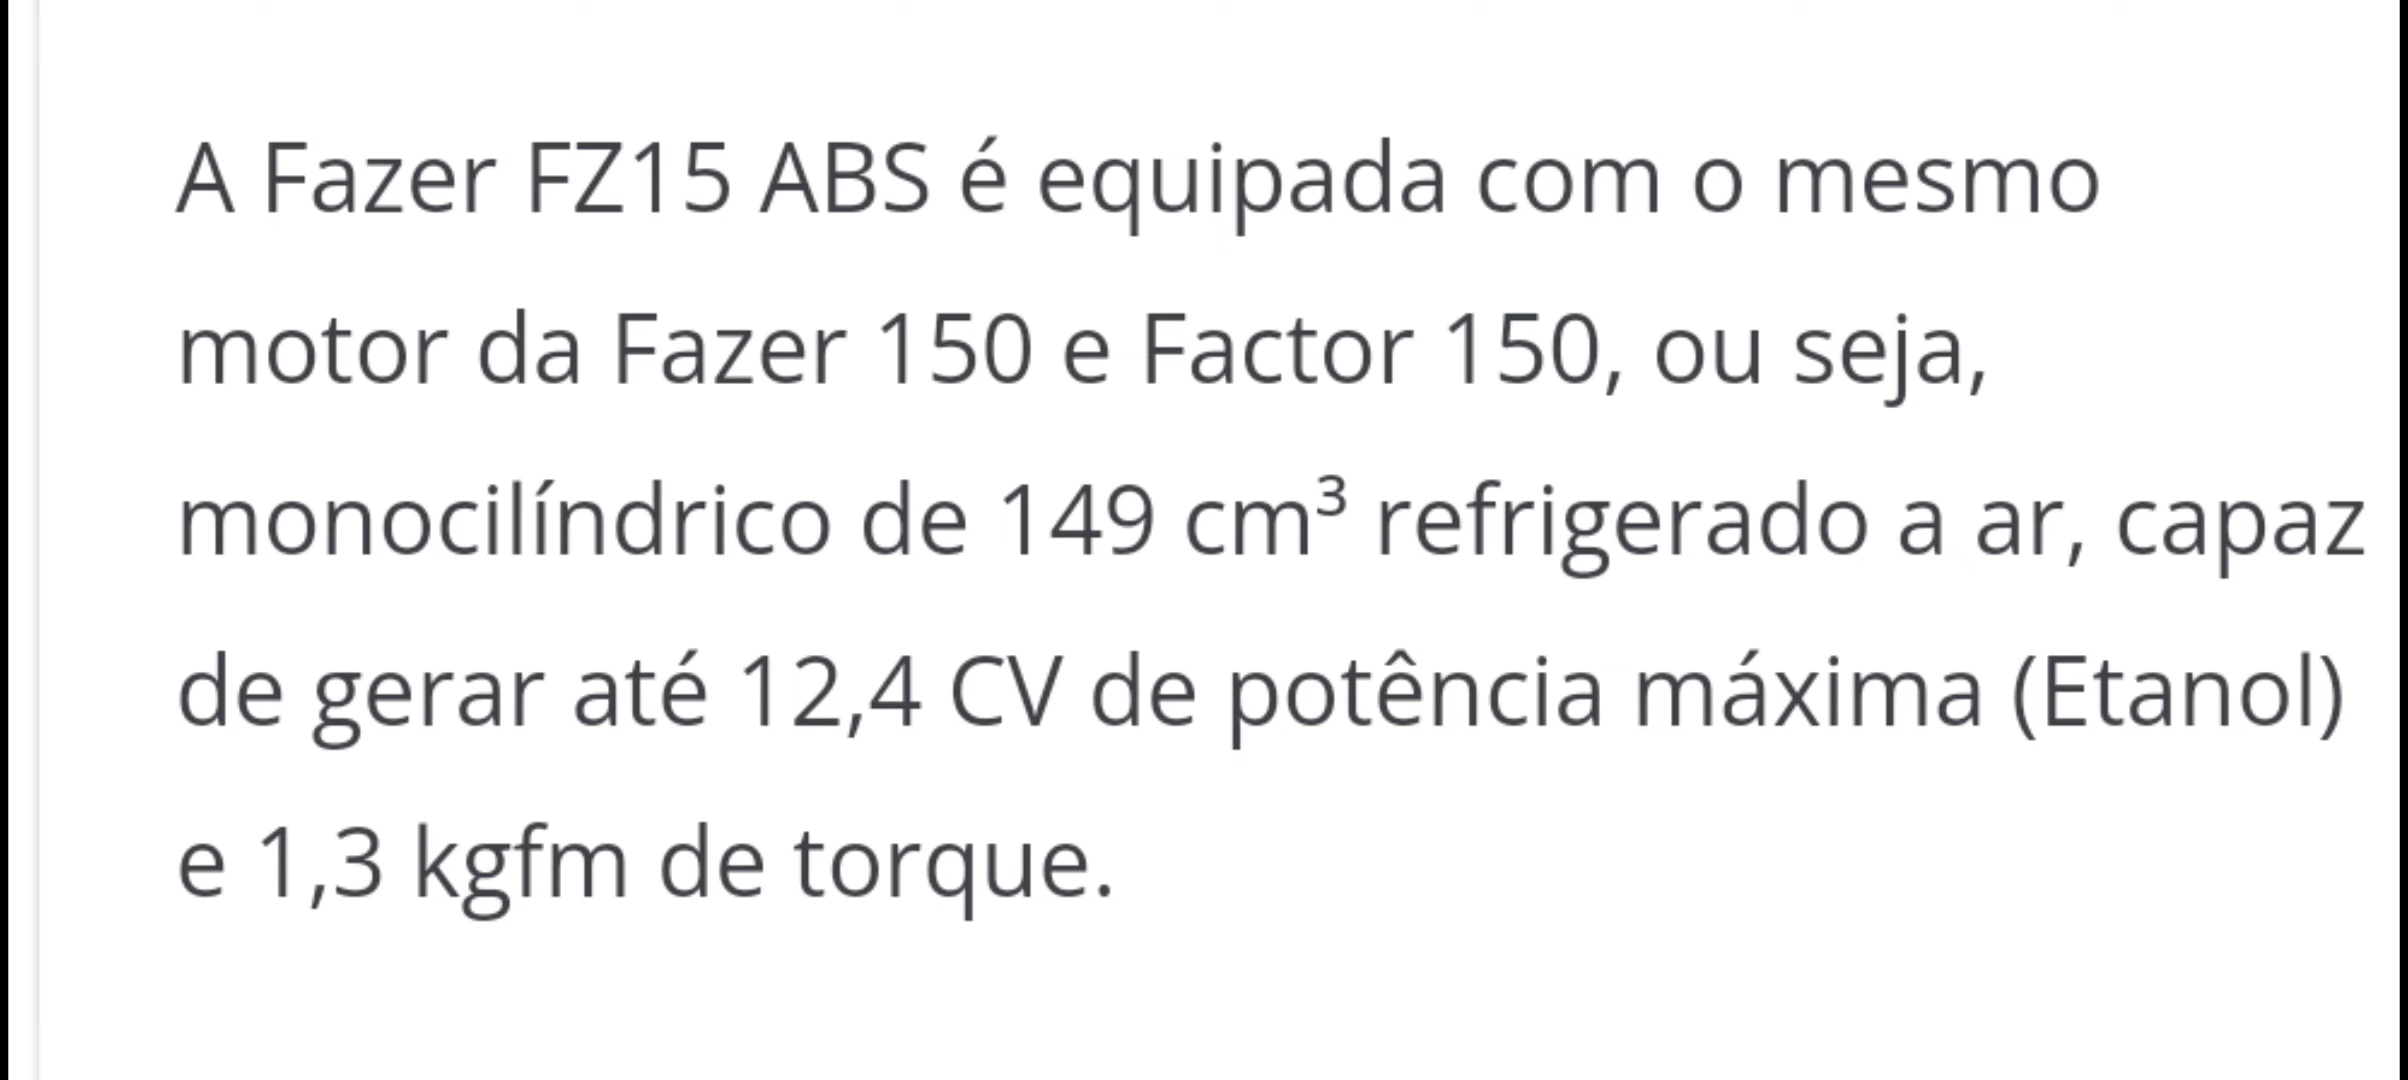 A Fazer FZ15 ABS é equipada com o mesmo
motor da Fazer 150 e Factor 150, ou seja,
monocilíndrico de 149 cm³ refrigerado a ar, capaz
de gerar até 12,4 CV de potência máxima (Etanol)
e 1,3 kgfm de torque.